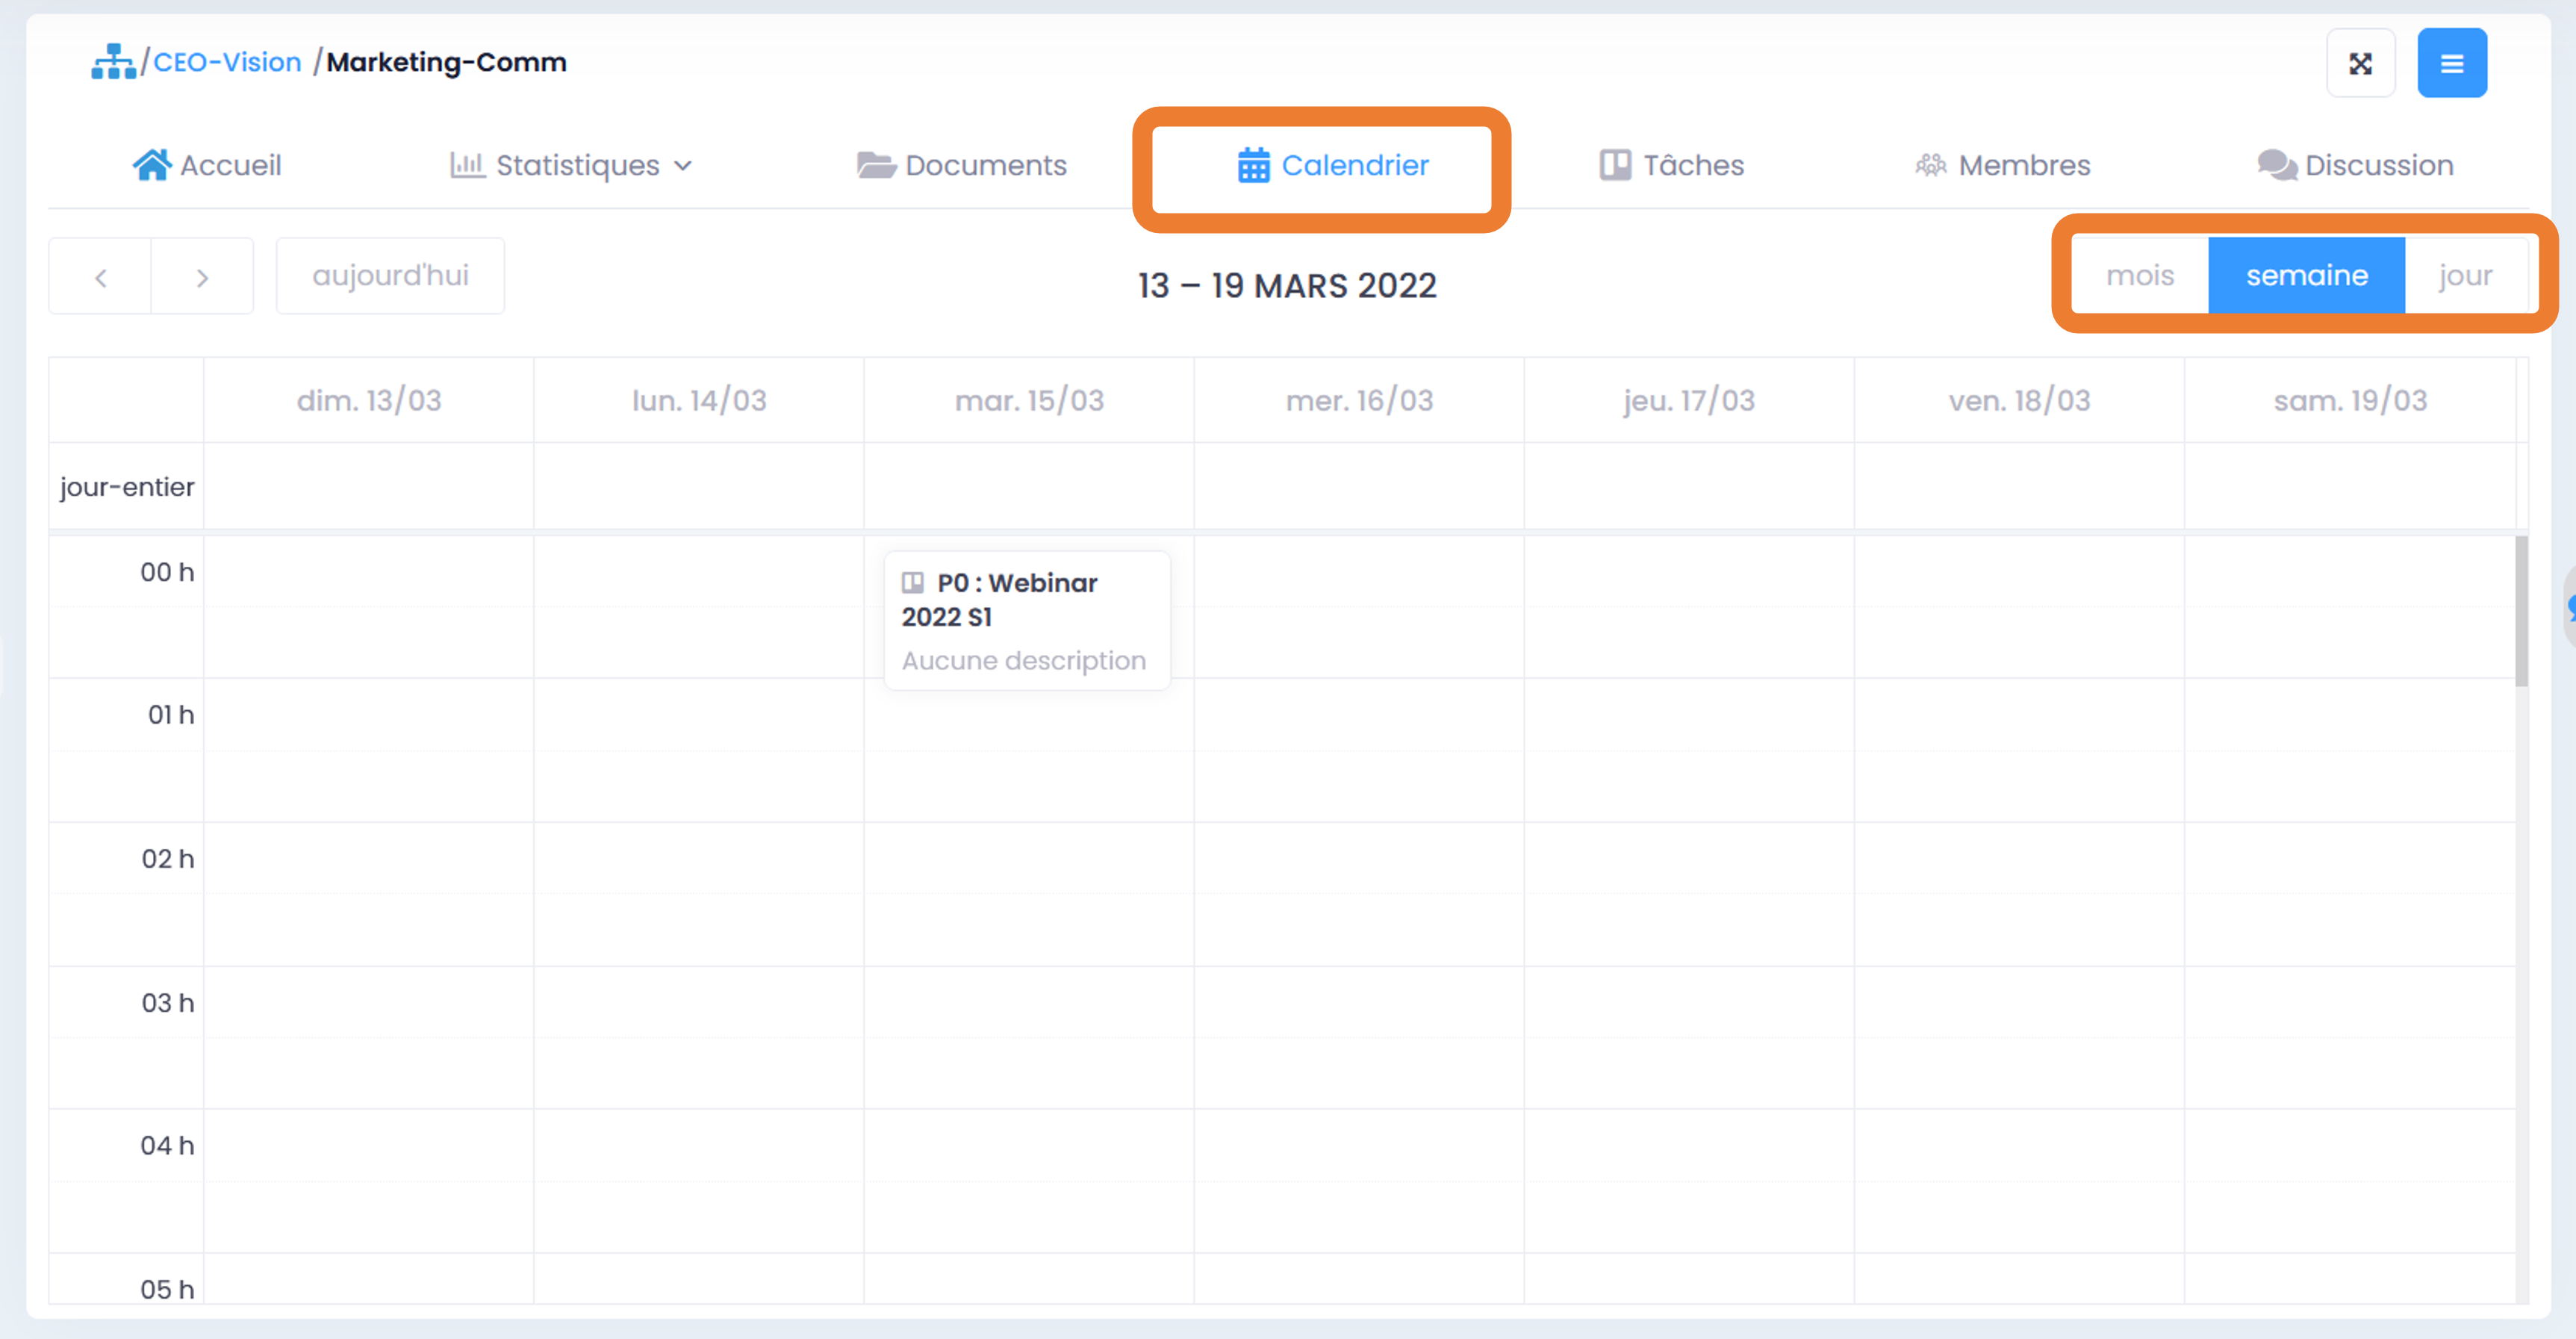 /CEO-Vision /Marketing-Comm
Accueil Statistiques Documents Calendrier Tâches Membres Discussion
aujourd'hui 13 – 19 MARS 2022 mois semaine jour
dim. 13/03 lun. 14/03 mar. 15/03 mer. 16/03 jeu. 17/03 ven. 18/03 sam. 19/03
jour-entier
00 h
P0 : Webinar
2022 S1
Aucune description
01 h
02 h
03 h
04 h
05 h